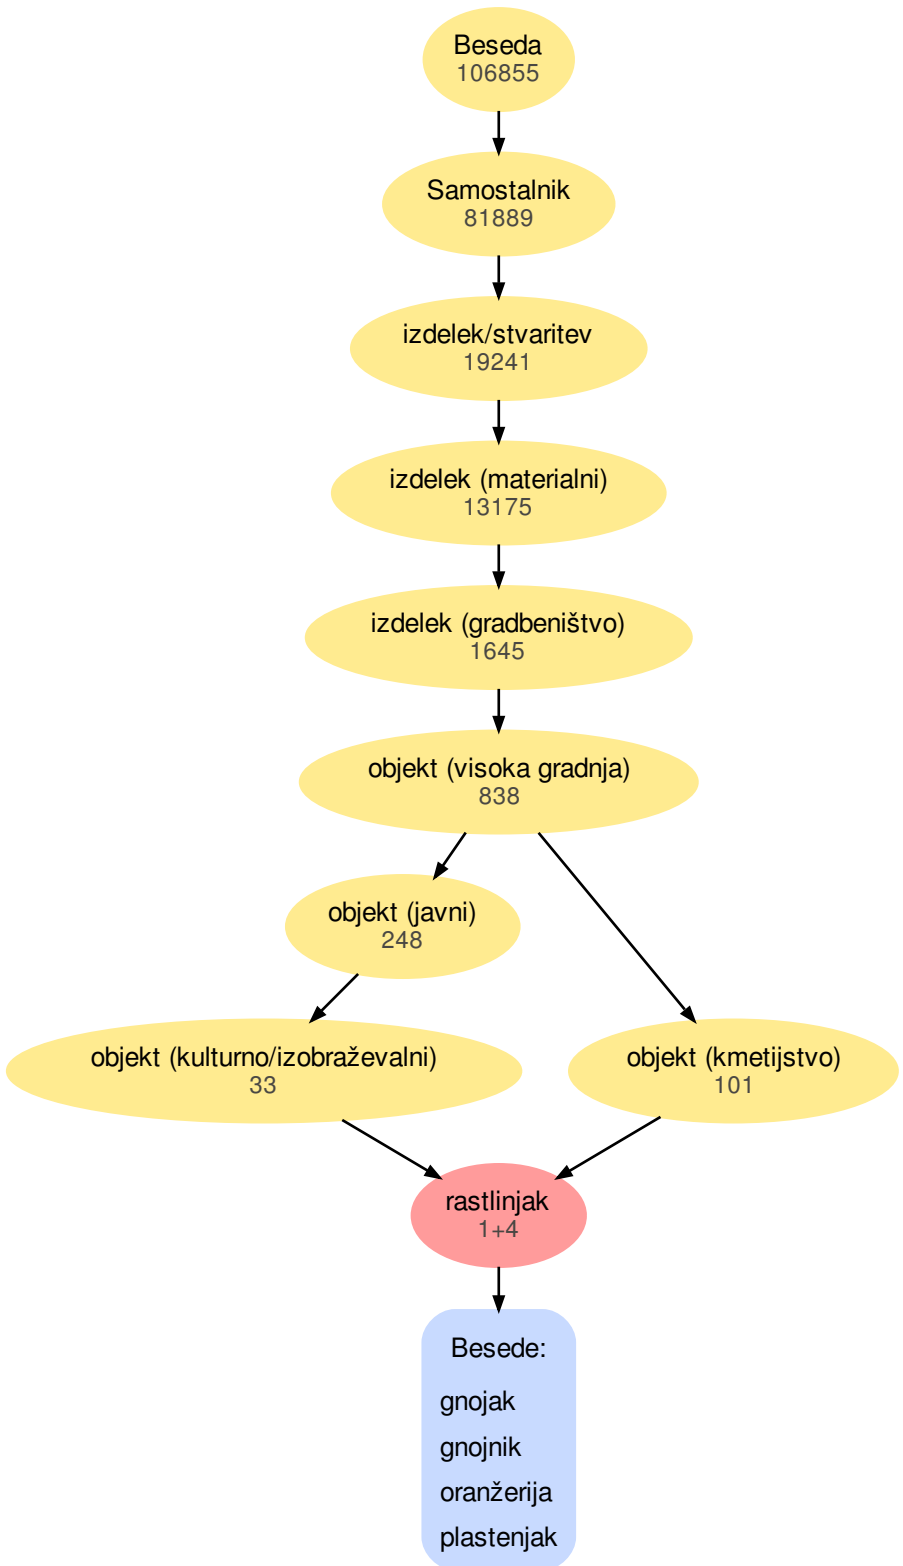 Beseda
106855
Samostalnik
81889
izdelek/stvaritev
19241
izdelek (materialni)
13175
izdelek (gradbeništvo)
1645
objekt (visoka gradnja)
838
objekt (javni)
248
objekt (kulturno/izobraževalni)
33
objekt (kmetijstvo)
101
rastlinjak
1+4
Besede:
gnojak
gnojnik
oranžerija
plastenjak